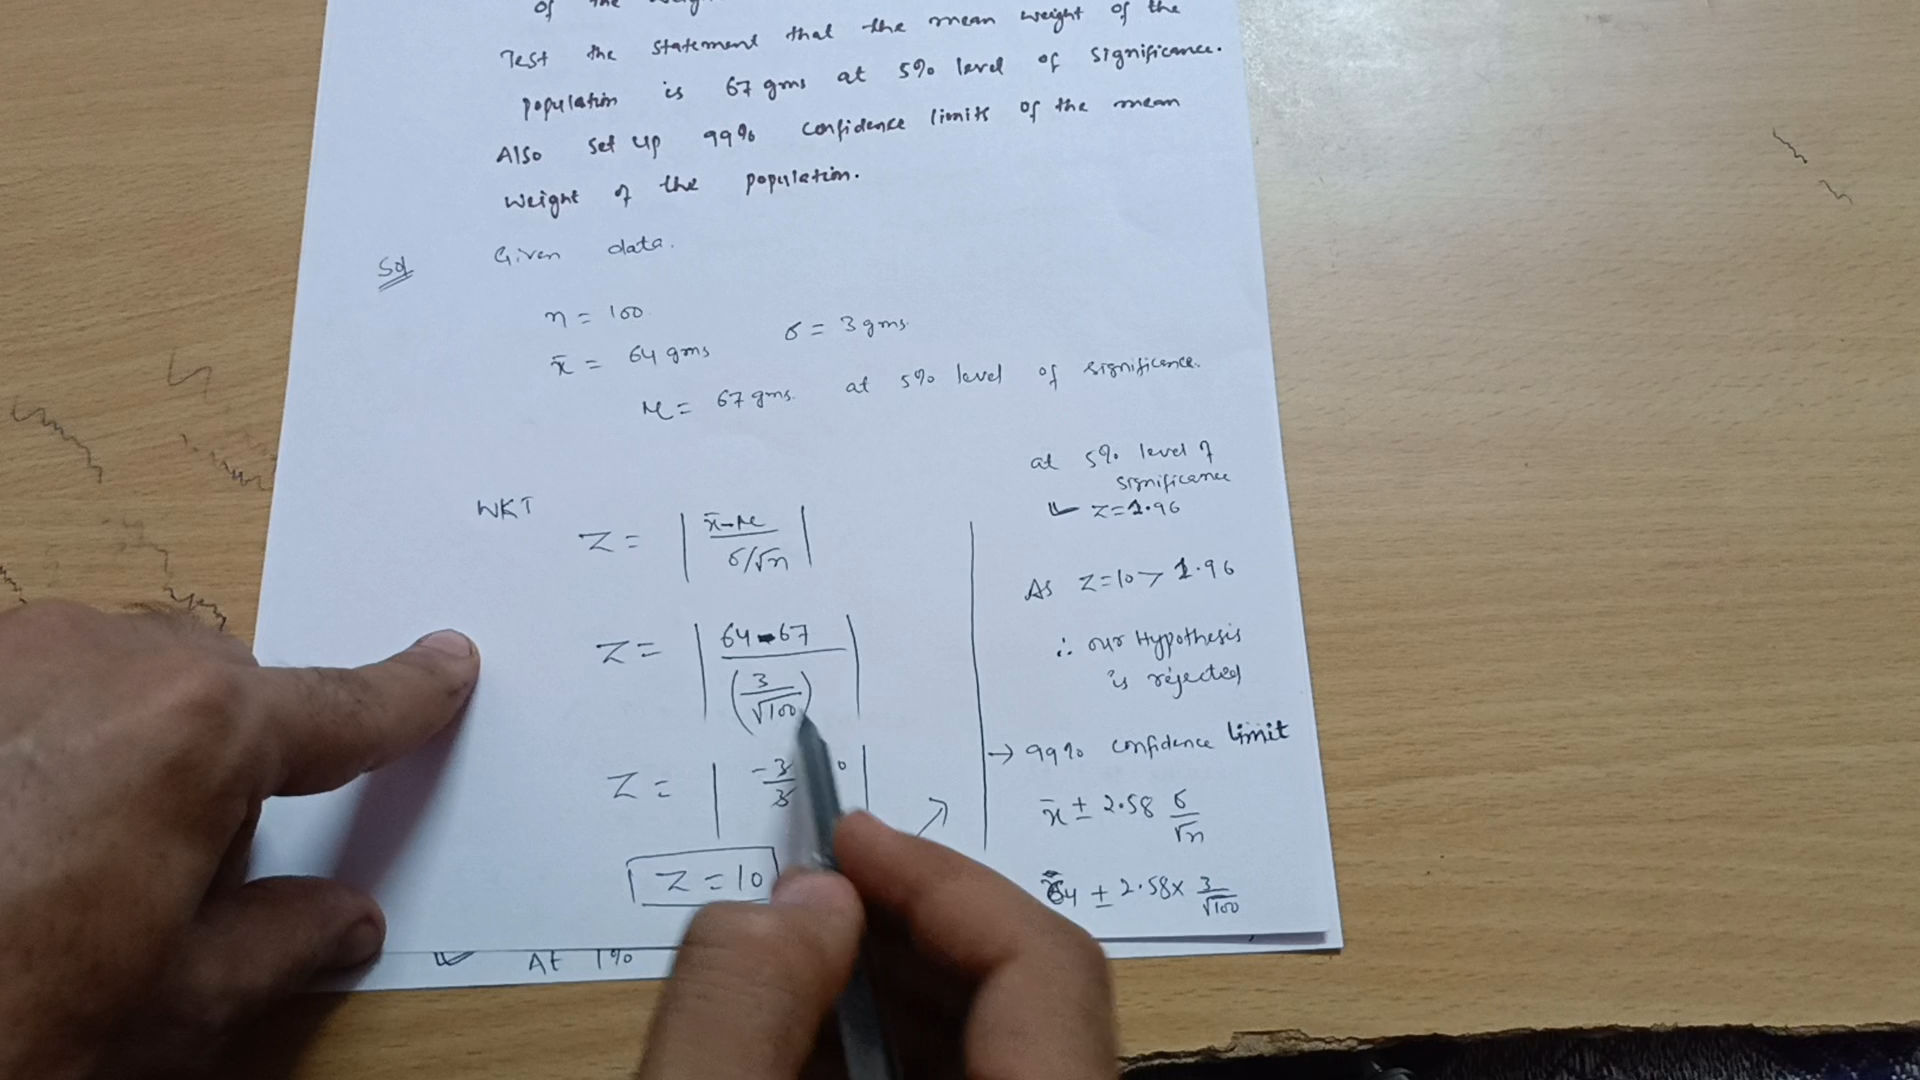 of the
Test the statement that the mean weight of the
population is 67 gms at 5% level of significance.
Also set up 99% confidence limits of the mean
weight of the population.
Sol Given data.
n = 100
x̄ = 64 gms σ = 3 gms.
μ = 67 gms. at 5% level of significance.
WKT
Z = | x̄-μ / σ/√n |
Z = | 64-67 / (3/√100) |
Z = | -3/3
Z = 10
at 5% level of
significance
Z = 1.96
As Z=10 > 1.96
∴ our Hypothesis
is rejected
→ 99% confidence limit
x̄ ± 2.58 σ/√n
64 ± 2.58 × 3/√100
At 1%